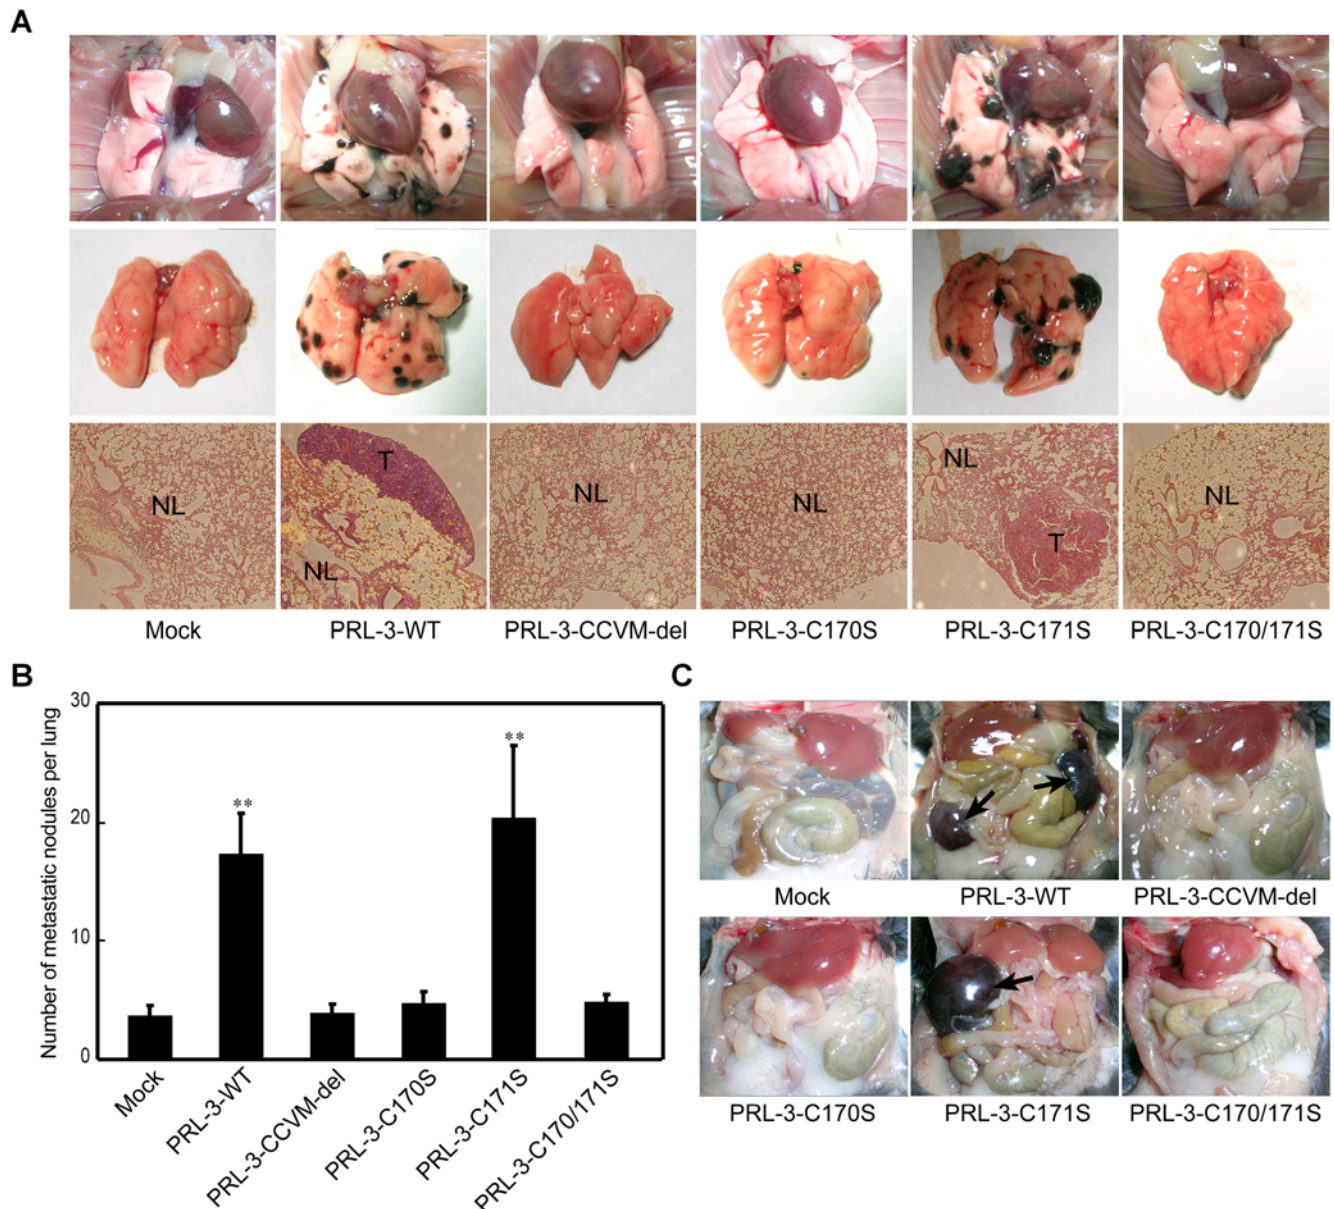 A
NL
T
NL
NL
NL
NL
T
NL
Mock PRL-3-WT PRL-3-CCVM-del PRL-3-C170S PRL-3-C171S PRL-3-C170/171S
B
Number of metastatic nodules per lung
30
20
10
0
**
**
Mock
PRL-3-WT
PRL-3-CCVM-del
PRL-3-C170S
PRL-3-C171S
PRL-3-C170/171S
C
Mock PRL-3-WT PRL-3-CCVM-del
PRL-3-C170S PRL-3-C171S PRL-3-C170/171S